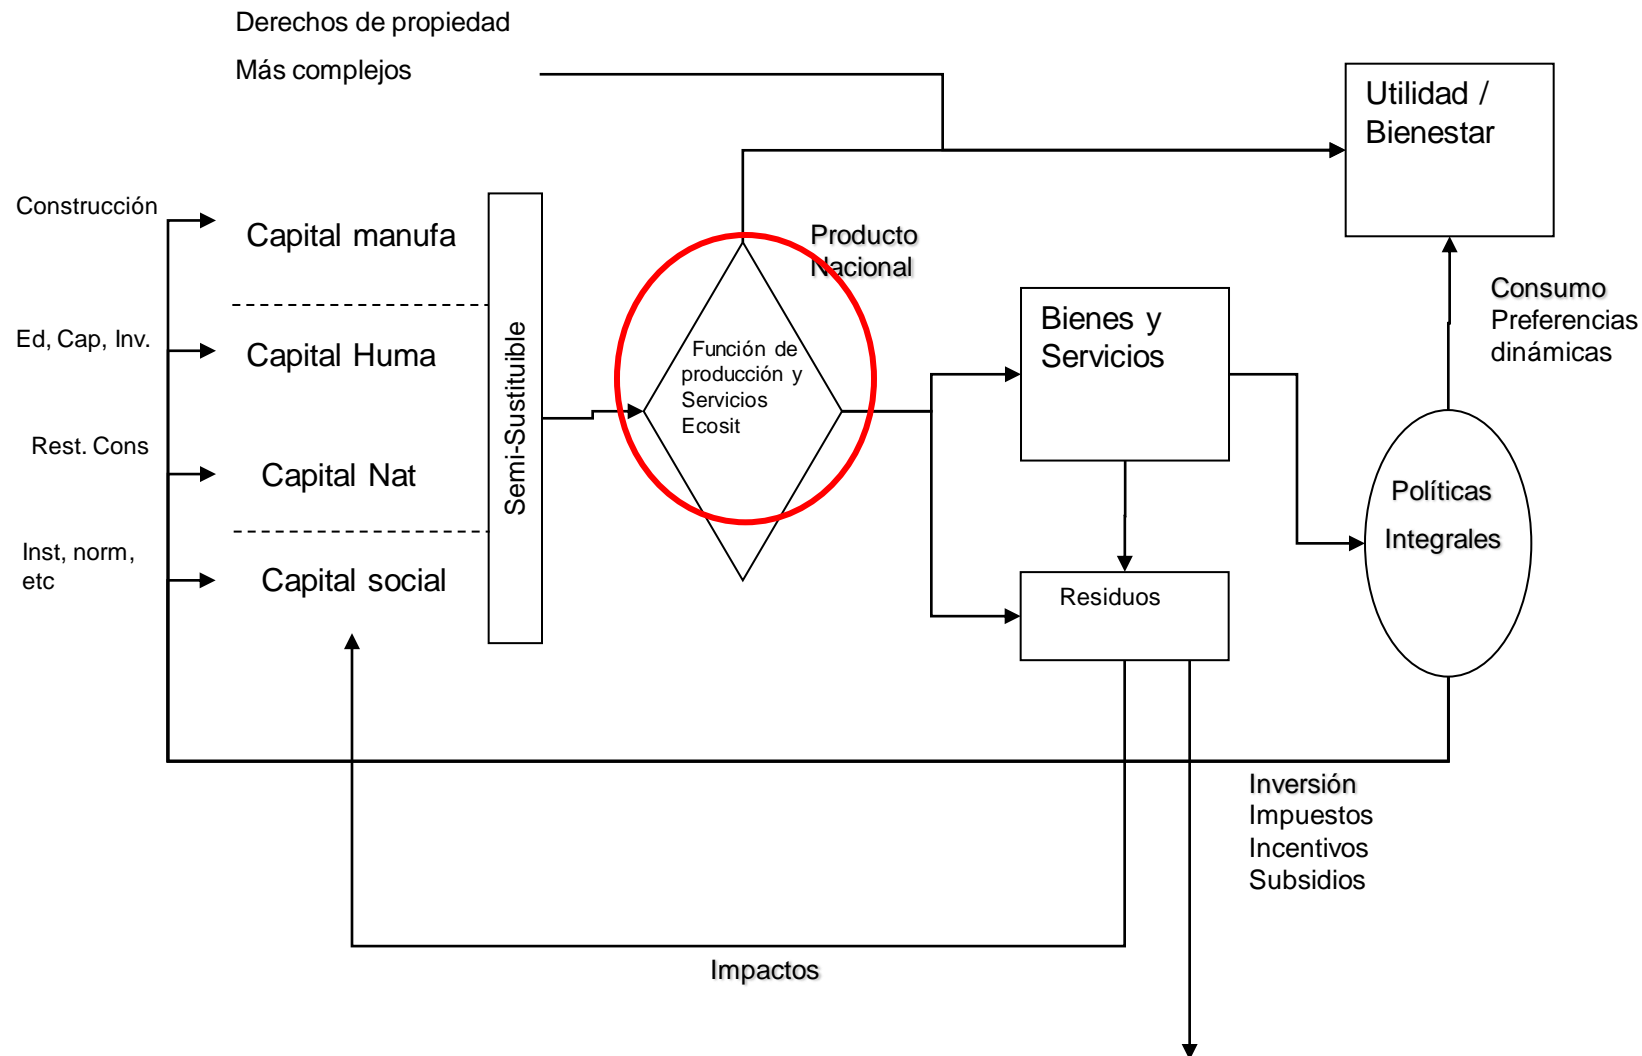 Derechos de propiedad
Más complejos
Utilidad /
Bienestar
Construcción
Capital manufa
Producto
Nacional
Consumo
Preferencias
dinámicas
Ed, Cap, Inv.
Capital Huma
Semi-Sustituible
Función de
producción y
Servicios
Ecosit
Bienes y
Servicios
Rest. Cons
Capital Nat
Políticas
Integrales
Inst, norm,
etc
Capital social
Residuos
Inversión
Impuestos
Incentivos
Subsidios
Impactos